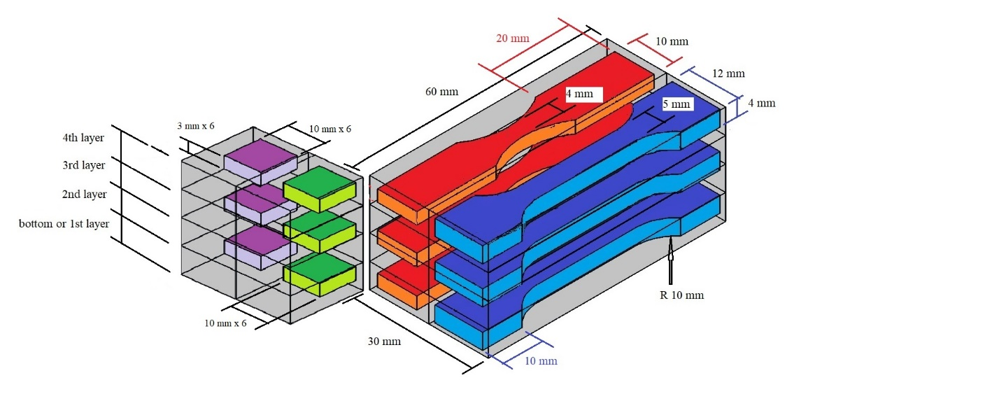 20 mm
10 mm
12 mm
60 mm
4 mm
5 mm
4 mm
3 mm x 6
10 mm x 6
4th layer
3rd layer
2nd layer
bottom or 1st layer
R 10 mm
10 mm x 6
30 mm
10 mm